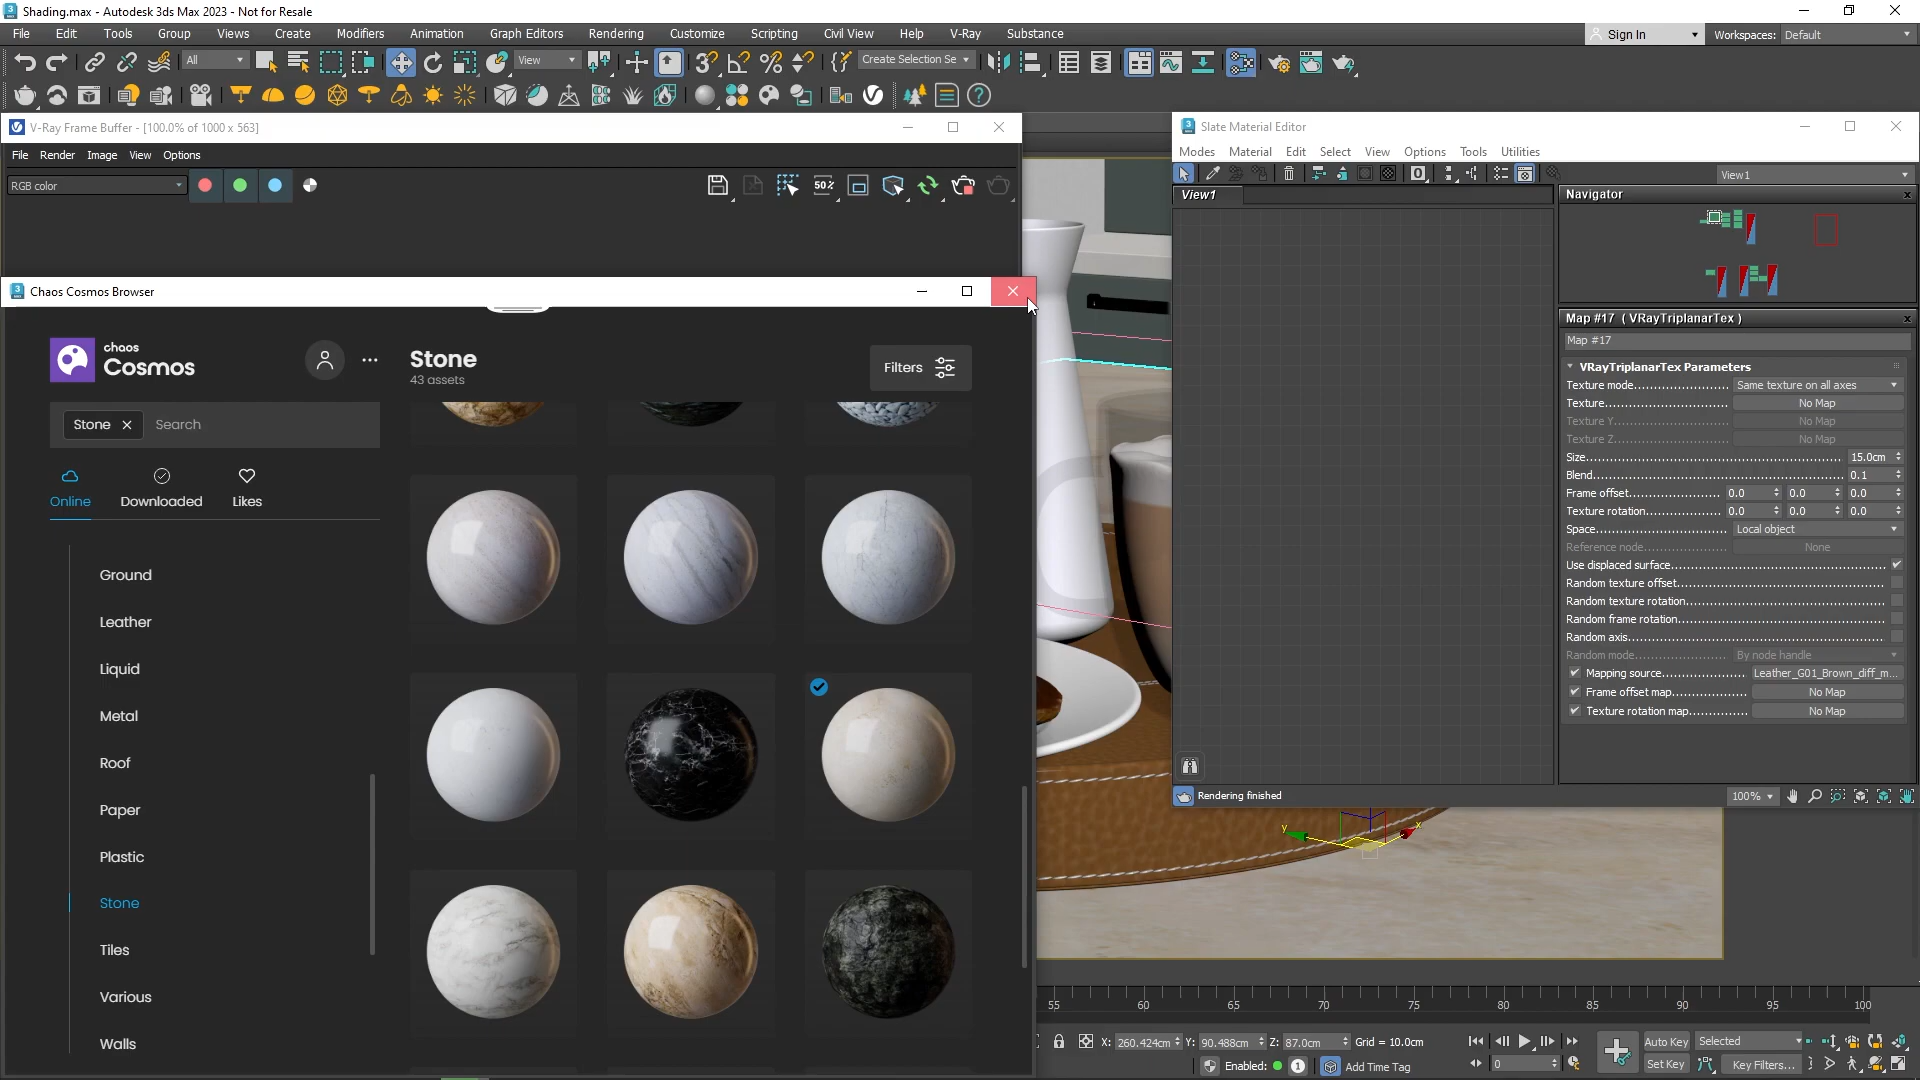 Shading.max - Autodesk 3ds Max 2023 - Not for Resale
File Edit Tools Group Views Create Modifiers Animation Graph Editors Rendering Customize Scripting Civil View Help V-Ray Substance
Sign In Workspaces: Default
All View Create Selection Se
V-Ray Frame Buffer - [100.0% of 1000 x 563]
File Render Image View Options
RGB color
50%
Chaos Cosmos Browser
chaos
Cosmos
Stone
43 assets
Filters
Stone Search
Online Downloaded Likes
Ground
Leather
Liquid
Metal
Roof
Paper
Plastic
Stone
Tiles
Various
Walls
Slate Material Editor
Modes Material Edit Select View Options Tools Utilities
View1
View1
Navigator
Map #17 ( VRayTriplanarTex )
Map #17
VRayTriplanarTex Parameters
Texture mode Same texture on all axes
Texture No Map
Texture Y No Map
Texture Z No Map
Size 15.0cm
Blend 0.1
Frame offset 0.0 0.0 0.0
Texture rotation 0.0 0.0 0.0
Space Local object
Reference node None
Use displaced surface
Random texture offset
Random texture rotation
Random frame rotation
Random axis
Random mode By node handle
Mapping source Leather_G01_Brown_diff_m...
Frame offset map No Map
Texture rotation map No Map
Rendering finished
100%
y x
55 60 65 70 75 80 85 90 95 100
X: 260.424cm Y: 90.488cm Z: 87.0cm Grid = 10.0cm
Auto Key Selected
Enabled: 1 Add Time Tag
0
Set Key Key Filters...